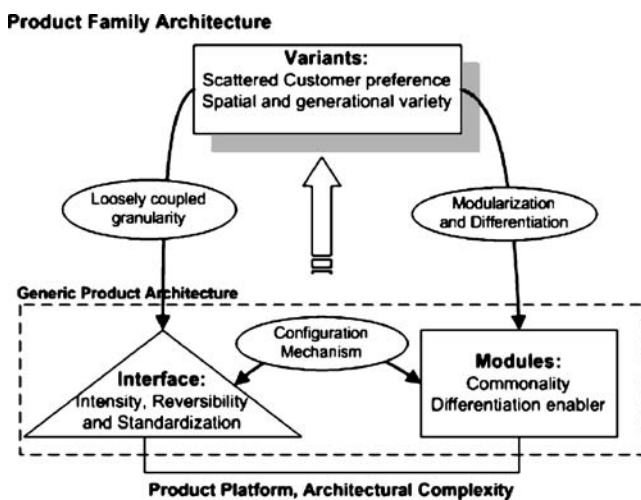 Product Family Architecture
Variants:
Scattered Customer preference
Spatial and generational variety
Loosely coupled
granularity
Modularization
and Differentiation
Generic Product Architecture
Configuration
Mechanism
Interface:
Intensity, Reversibility
and Standardization
Modules:
Commonality
Differentiation enabler
Product Platform, Architectural Complexity